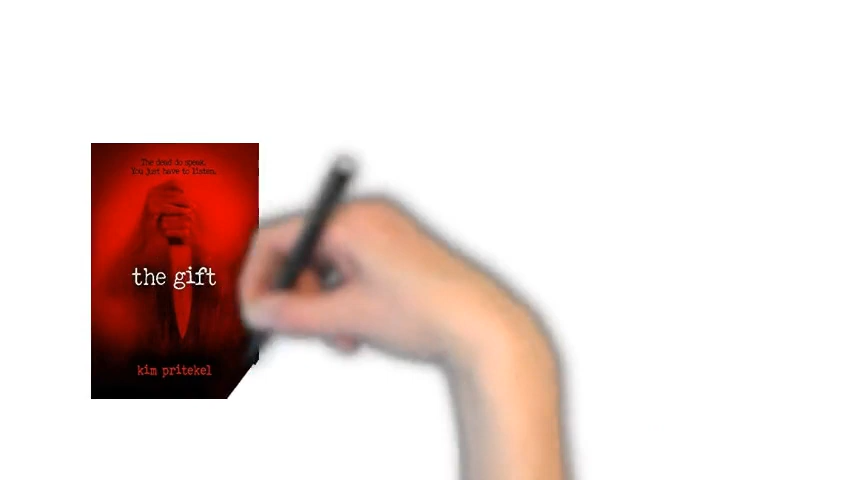 The dead do speak.
You just have to listen.
the gift
kim pritekel